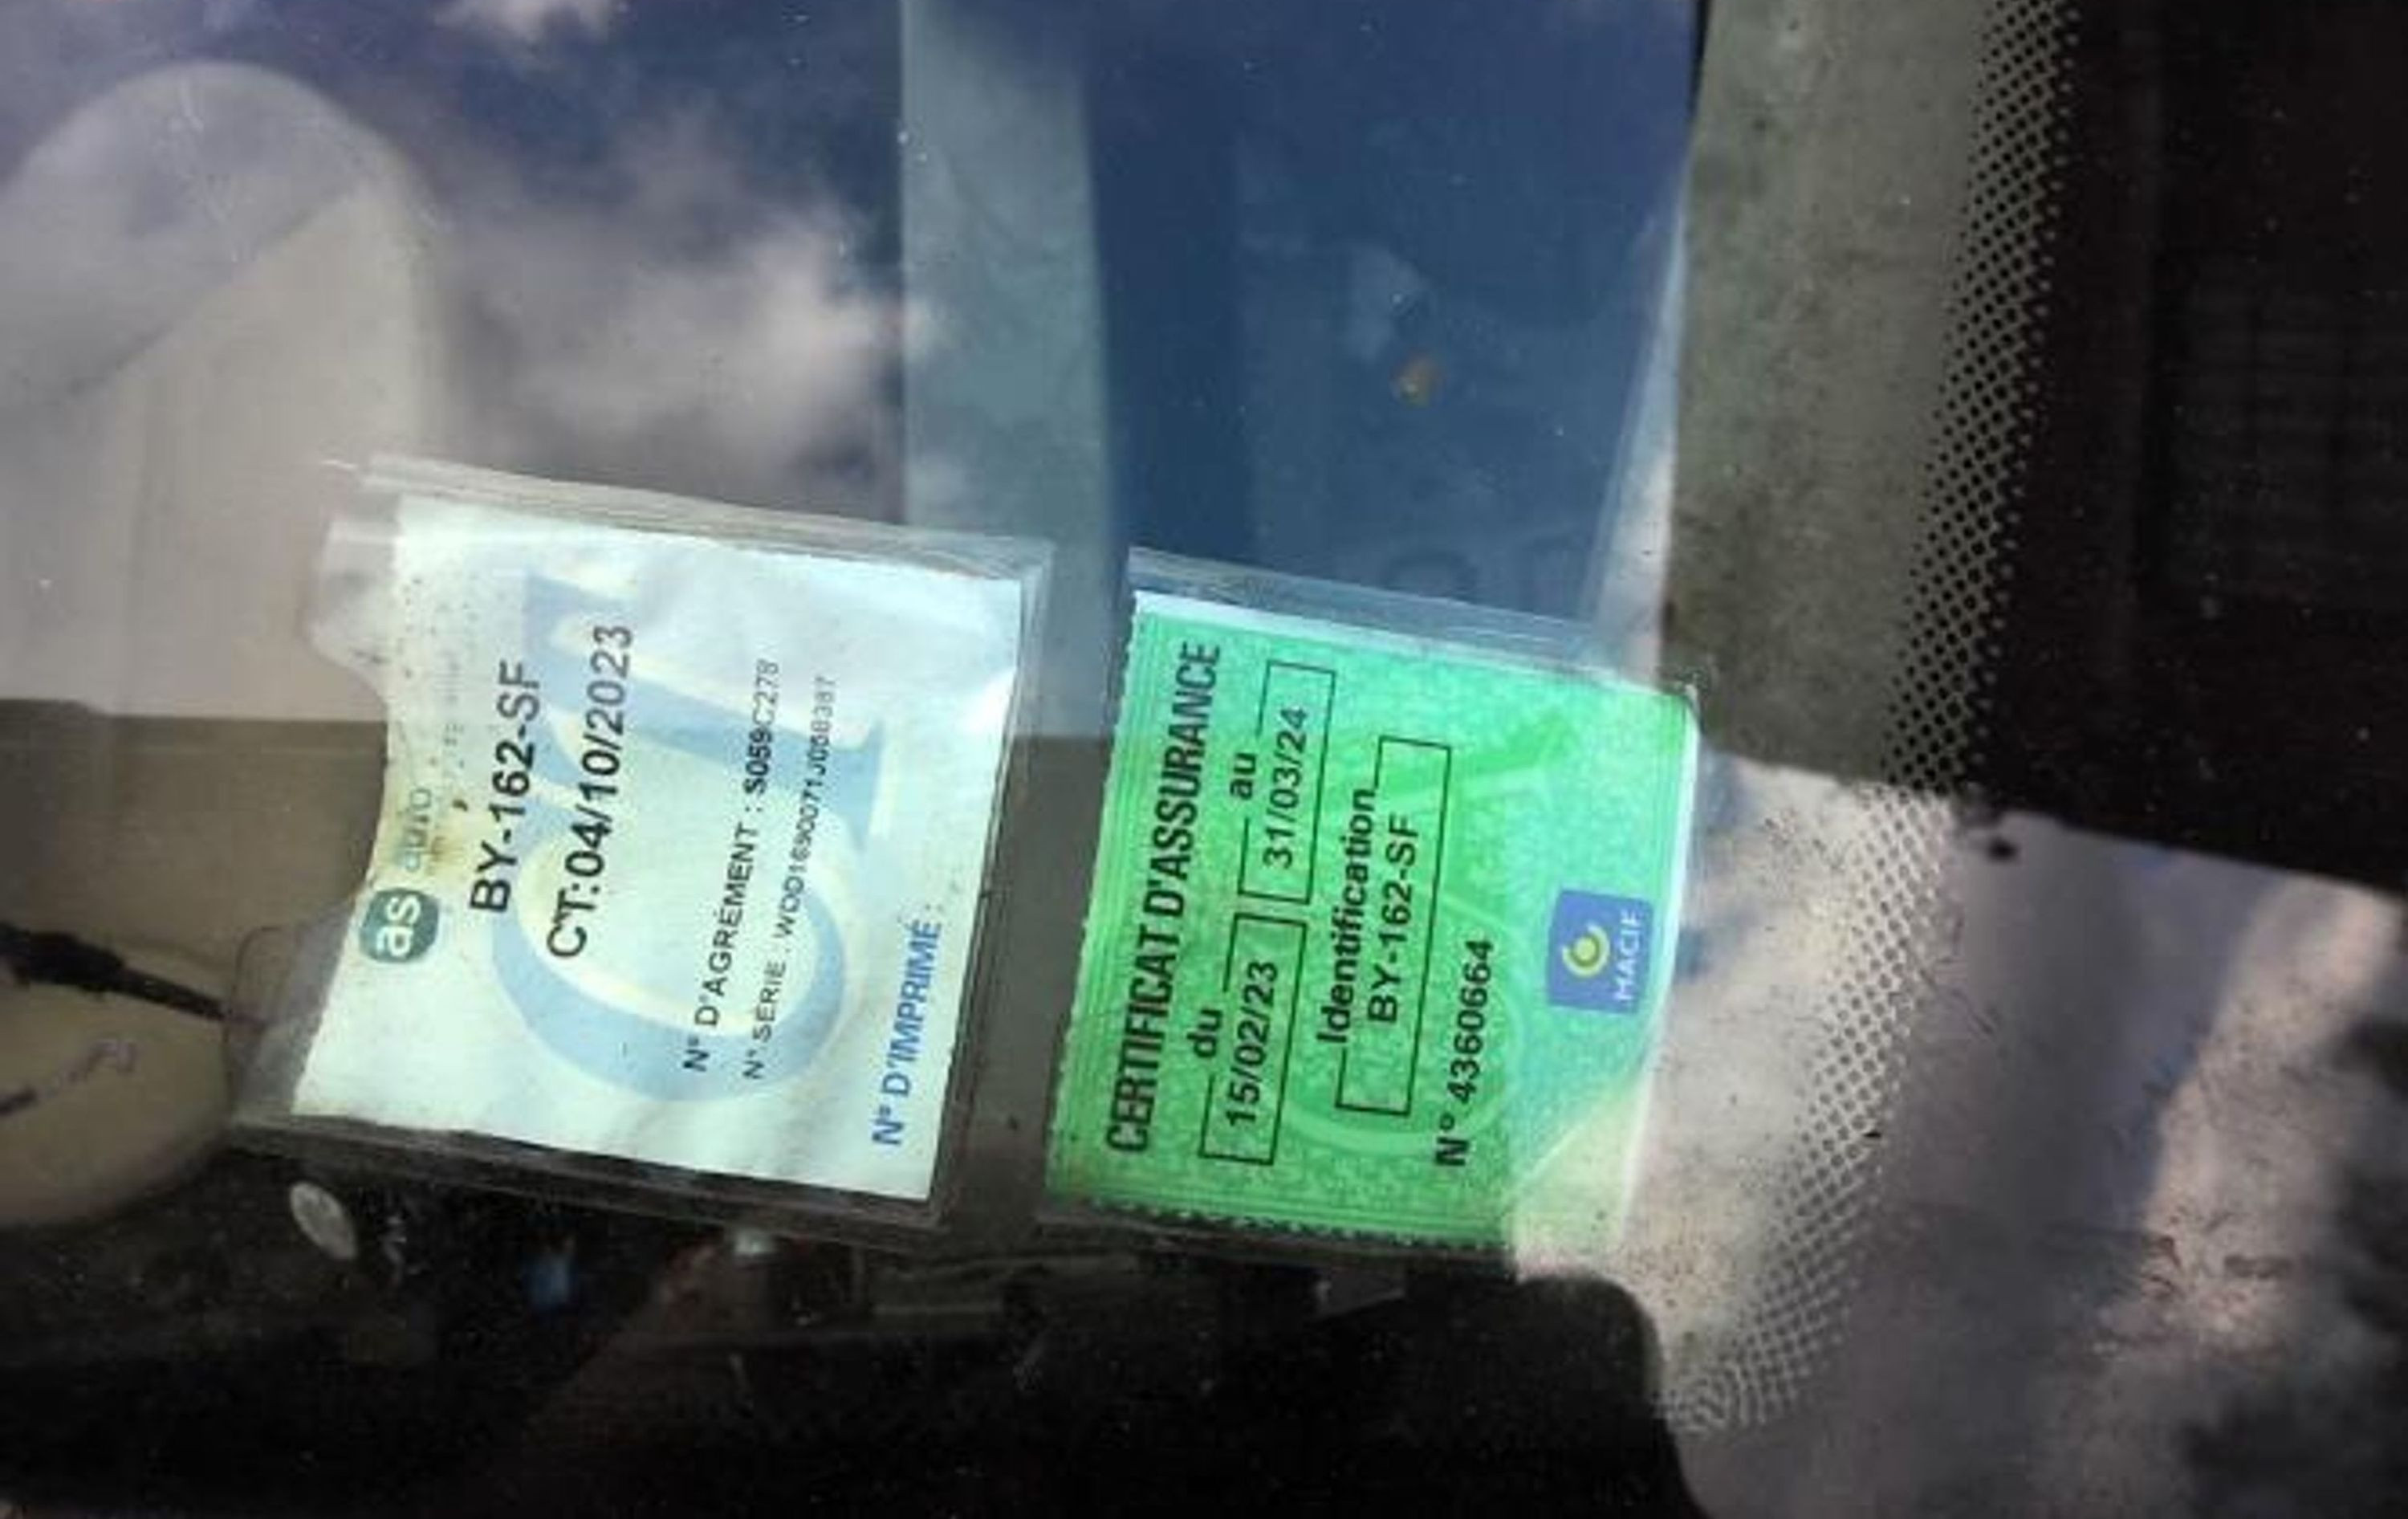 as auto
BY-162-SF
CT:04/10/2023
N° D'AGRÉMENT : S059C278
N° SÉRIE
N° D'IMPRIMÉ :
CERTIFICAT D'ASSURANCE
du au
15/02/23 31/03/24
Identification
BY-162-SF
N° 4360664
MACIF